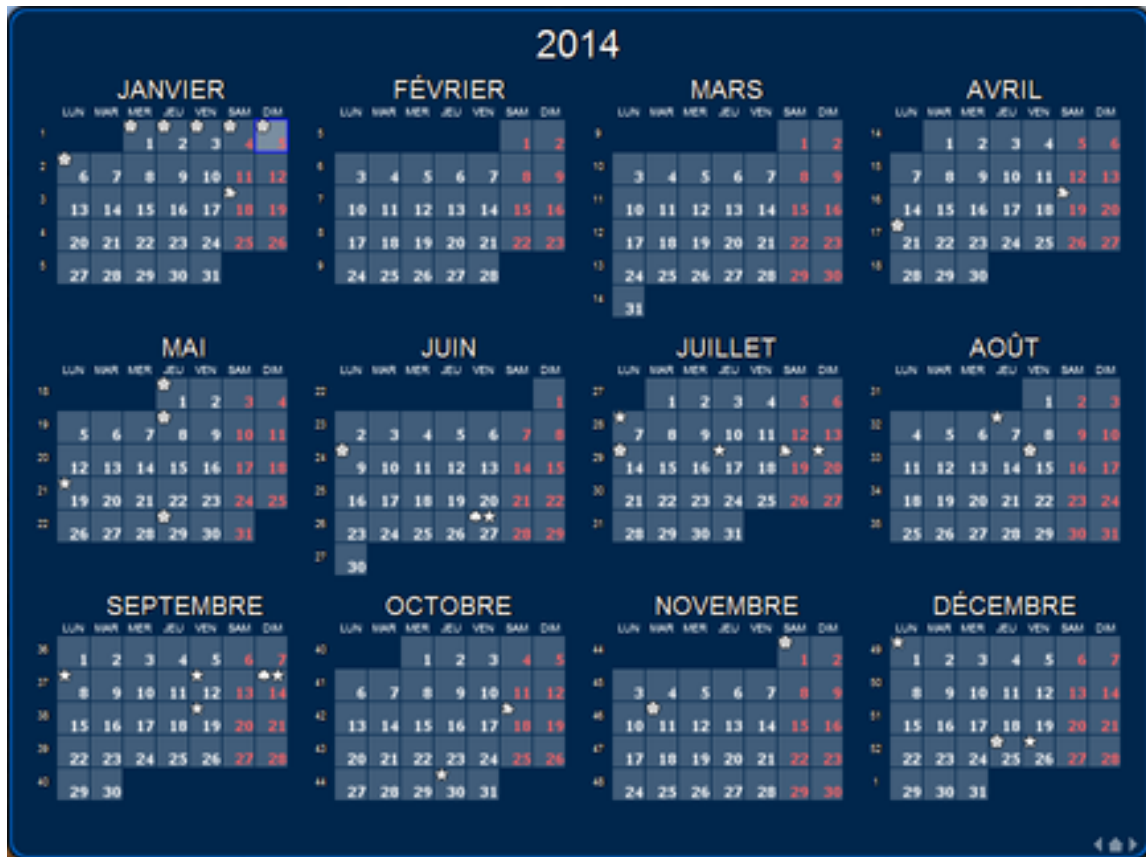 2014
JANVIER
LUN MAR MER JEU VEN SAM DIM
1 1 2 3 4 5
2 6 7 8 9 10 11 12
3 13 14 15 16 17 18 19
4 20 21 22 23 24 25 26
5 27 28 29 30 31
FÉVRIER
LUN MAR MER JEU VEN SAM DIM
5 1 2
6 3 4 5 6 7 8 9
7 10 11 12 13 14 15 16
8 17 18 19 20 21 22 23
9 24 25 26 27 28
MARS
LUN MAR MER JEU VEN SAM DIM
9 1 2
10 3 4 5 6 7 8 9
11 10 11 12 13 14 15 16
12 17 18 19 20 21 22 23
13 24 25 26 27 28 29 30
14 31
AVRIL
LUN MAR MER JEU VEN SAM DIM
14 1 2 3 4 5 6
15 7 8 9 10 11 12 13
16 14 15 16 17 18 19 20
17 21 22 23 24 25 26 27
18 28 29 30
MAI
LUN MAR MER JEU VEN SAM DIM
18 1 2 3 4
19 5 6 7 8 9 10 11
20 12 13 14 15 16 17 18
21 19 20 21 22 23 24 25
22 26 27 28 29 30 31
JUIN
LUN MAR MER JEU VEN SAM DIM
22 1
23 2 3 4 5 6 7 8
24 9 10 11 12 13 14 15
25 16 17 18 19 20 21 22
26 23 24 25 26 27 28 29
27 30
JUILLET
LUN MAR MER JEU VEN SAM DIM
27 1 2 3 4 5 6
28 7 8 9 10 11 12 13
29 14 15 16 17 18 19 20
30 21 22 23 24 25 26 27
31 28 29 30 31
AOÛT
LUN MAR MER JEU VEN SAM DIM
31 1 2 3
32 4 5 6 7 8 9 10
33 11 12 13 14 15 16 17
34 18 19 20 21 22 23 24
35 25 26 27 28 29 30 31
SEPTEMBRE
LUN MAR MER JEU VEN SAM DIM
36 1 2 3 4 5 6 7
37 8 9 10 11 12 13 14
38 15 16 17 18 19 20 21
39 22 23 24 25 26 27 28
40 29 30
OCTOBRE
LUN MAR MER JEU VEN SAM DIM
40 1 2 3 4 5
41 6 7 8 9 10 11 12
42 13 14 15 16 17 18 19
43 20 21 22 23 24 25 26
44 27 28 29 30 31
NOVEMBRE
LUN MAR MER JEU VEN SAM DIM
44 1 2
45 3 4 5 6 7 8 9
46 10 11 12 13 14 15 16
47 17 18 19 20 21 22 23
48 24 25 26 27 28 29 30
DÉCEMBRE
LUN MAR MER JEU VEN SAM DIM
49 1 2 3 4 5 6 7
50 8 9 10 11 12 13 14
51 15 16 17 18 19 20 21
52 22 23 24 25 26 27 28
1 29 30 31